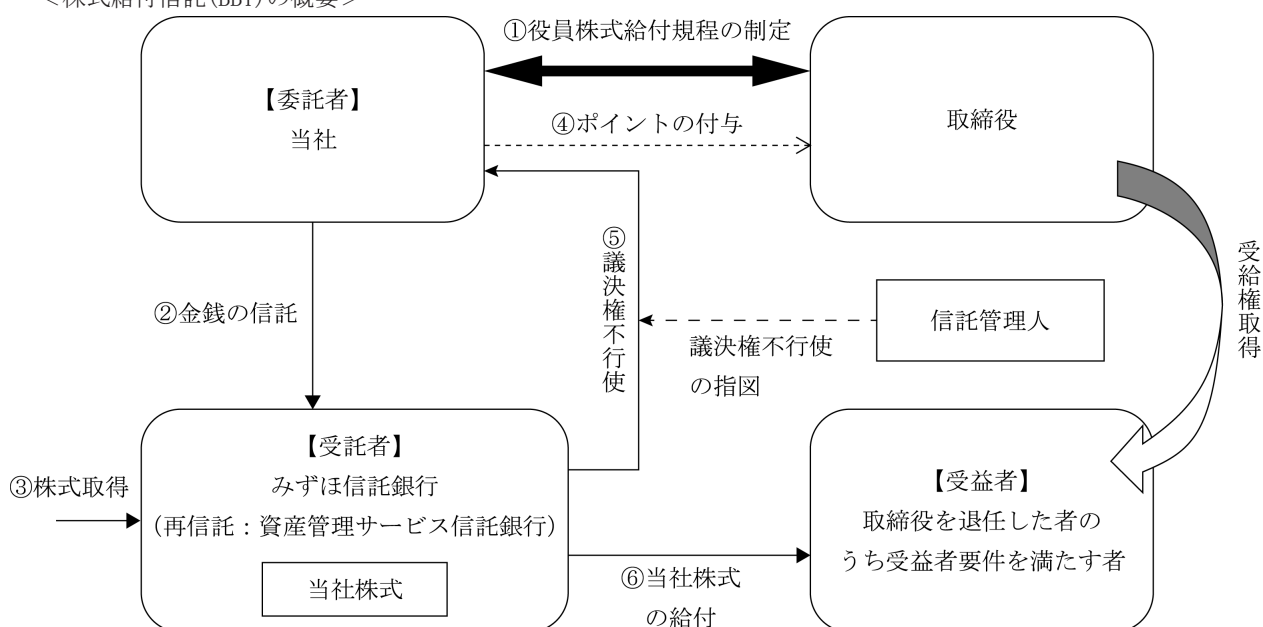 ＜株式給付信託(BBT)の概要＞
①役員株式給付規程の制定
【委託者】
当社
④ポイントの付与
取締役
⑤議決権不行使
②金銭の信託
信託管理人
議決権不行使
の指図
受給権取得
【受託者】
みずほ信託銀行
(再信託：資産管理サービス信託銀行)
当社株式
③株式取得
【受益者】
取締役を退任した者の
うち受益者要件を満たす者
⑥当社株式
の給付